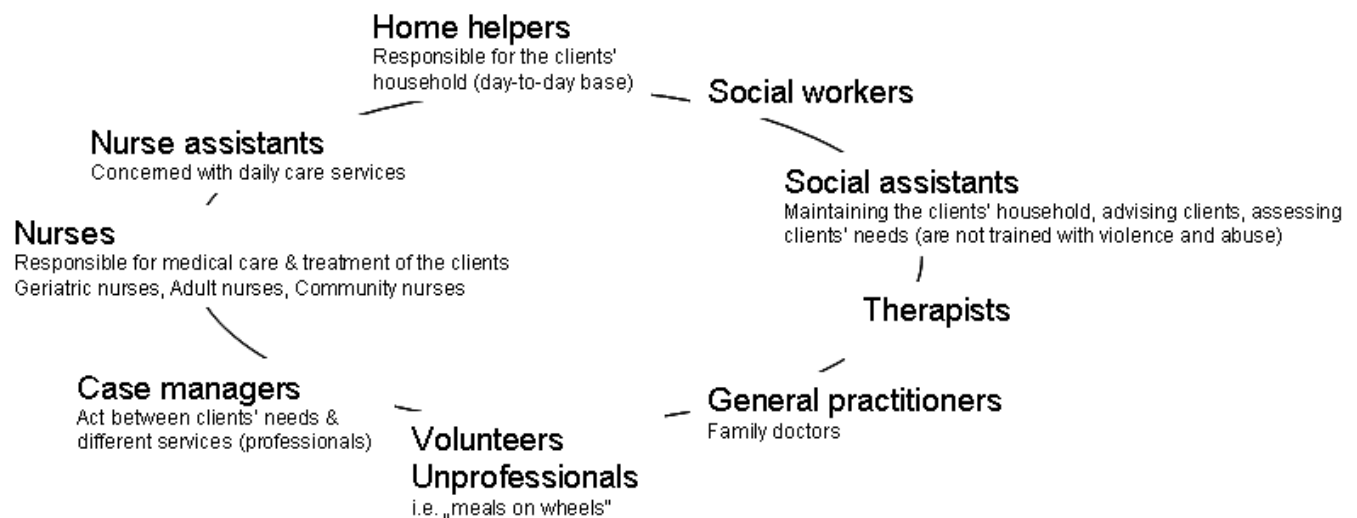 Home helpers
Responsible for the clients'
household (day-to-day base)
Social workers
Social assistants
Maintaining the clients' household, advising clients, assessing
clients' needs (are not trained with violence and abuse)
Therapists
General practitioners
Family doctors
Volunteers
Unprofessionals
i.e. „meals on wheels"
Case managers
Act between clients' needs &
different services (professionals)
Nurses
Responsible for medical care & treatment of the clients
Geriatric nurses, Adult nurses, Community nurses
Nurse assistants
Concerned with daily care services